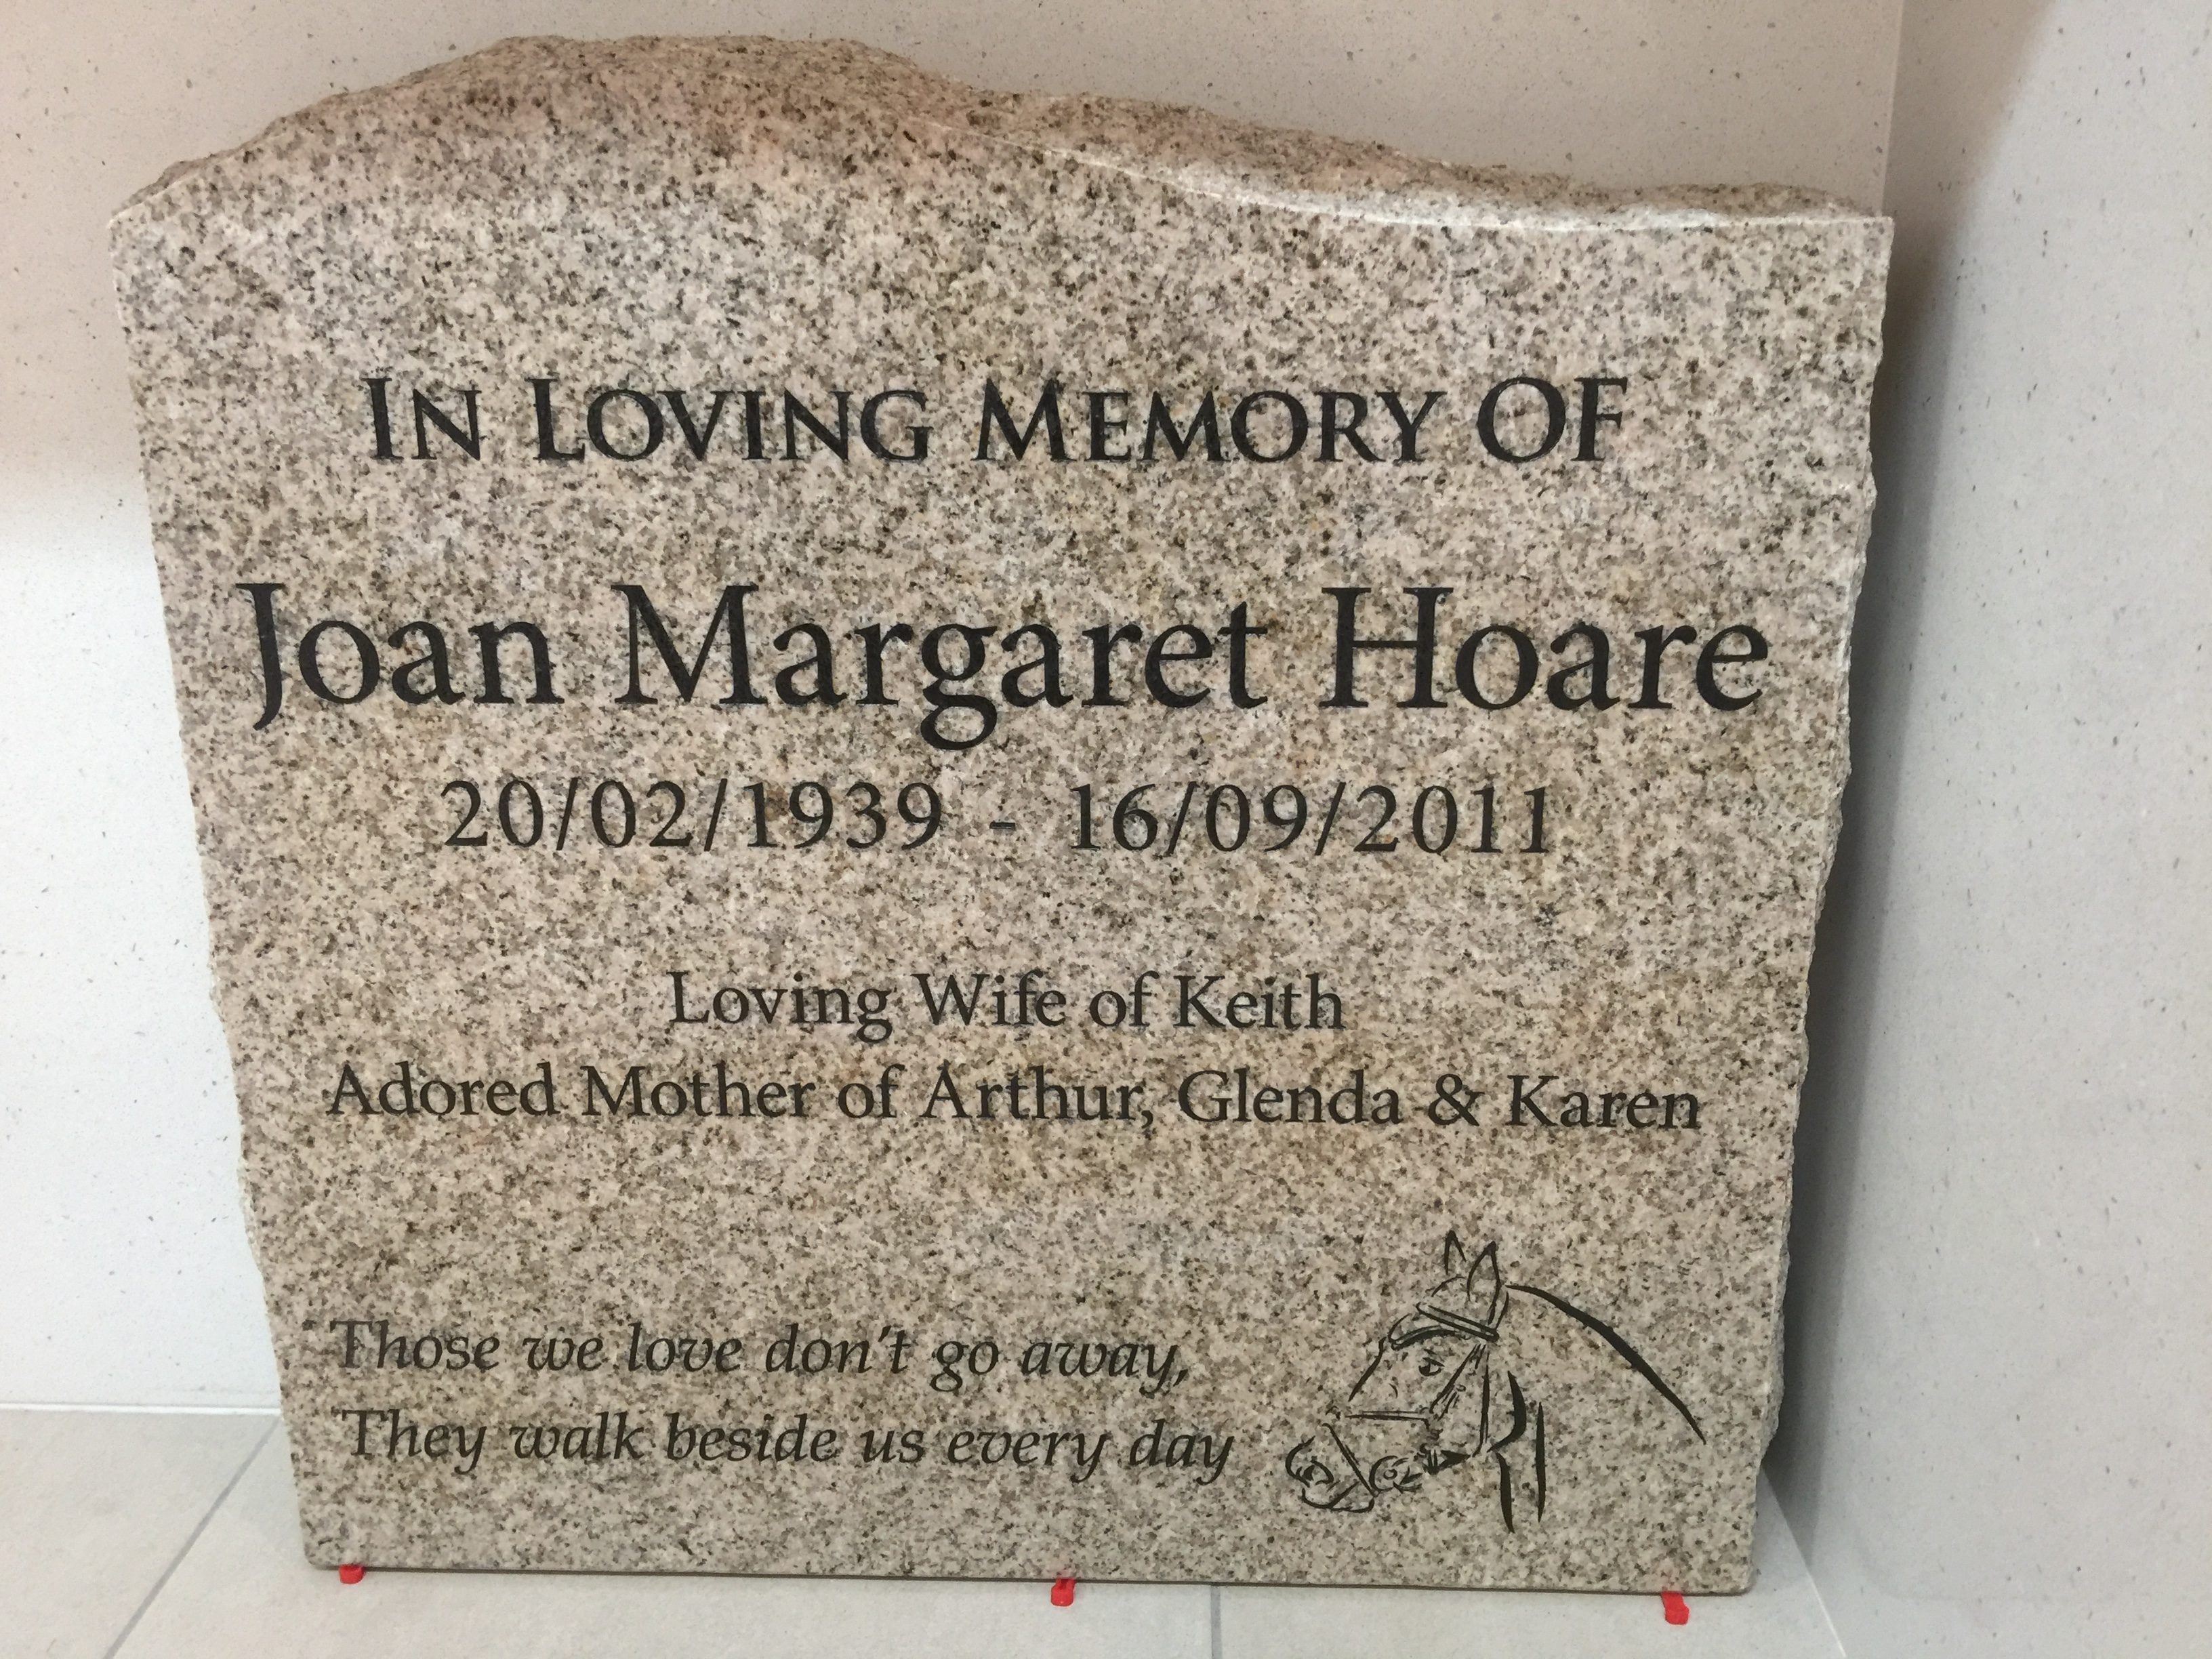 IN LOVING MEMORY OF
Joan Margaret Hoare
20/02/1939 - 16/09/2011
Loving Wife of Keith
Adored Mother of Arthur, Glenda & Karen
Those we love don't go away,
They walk beside us every day